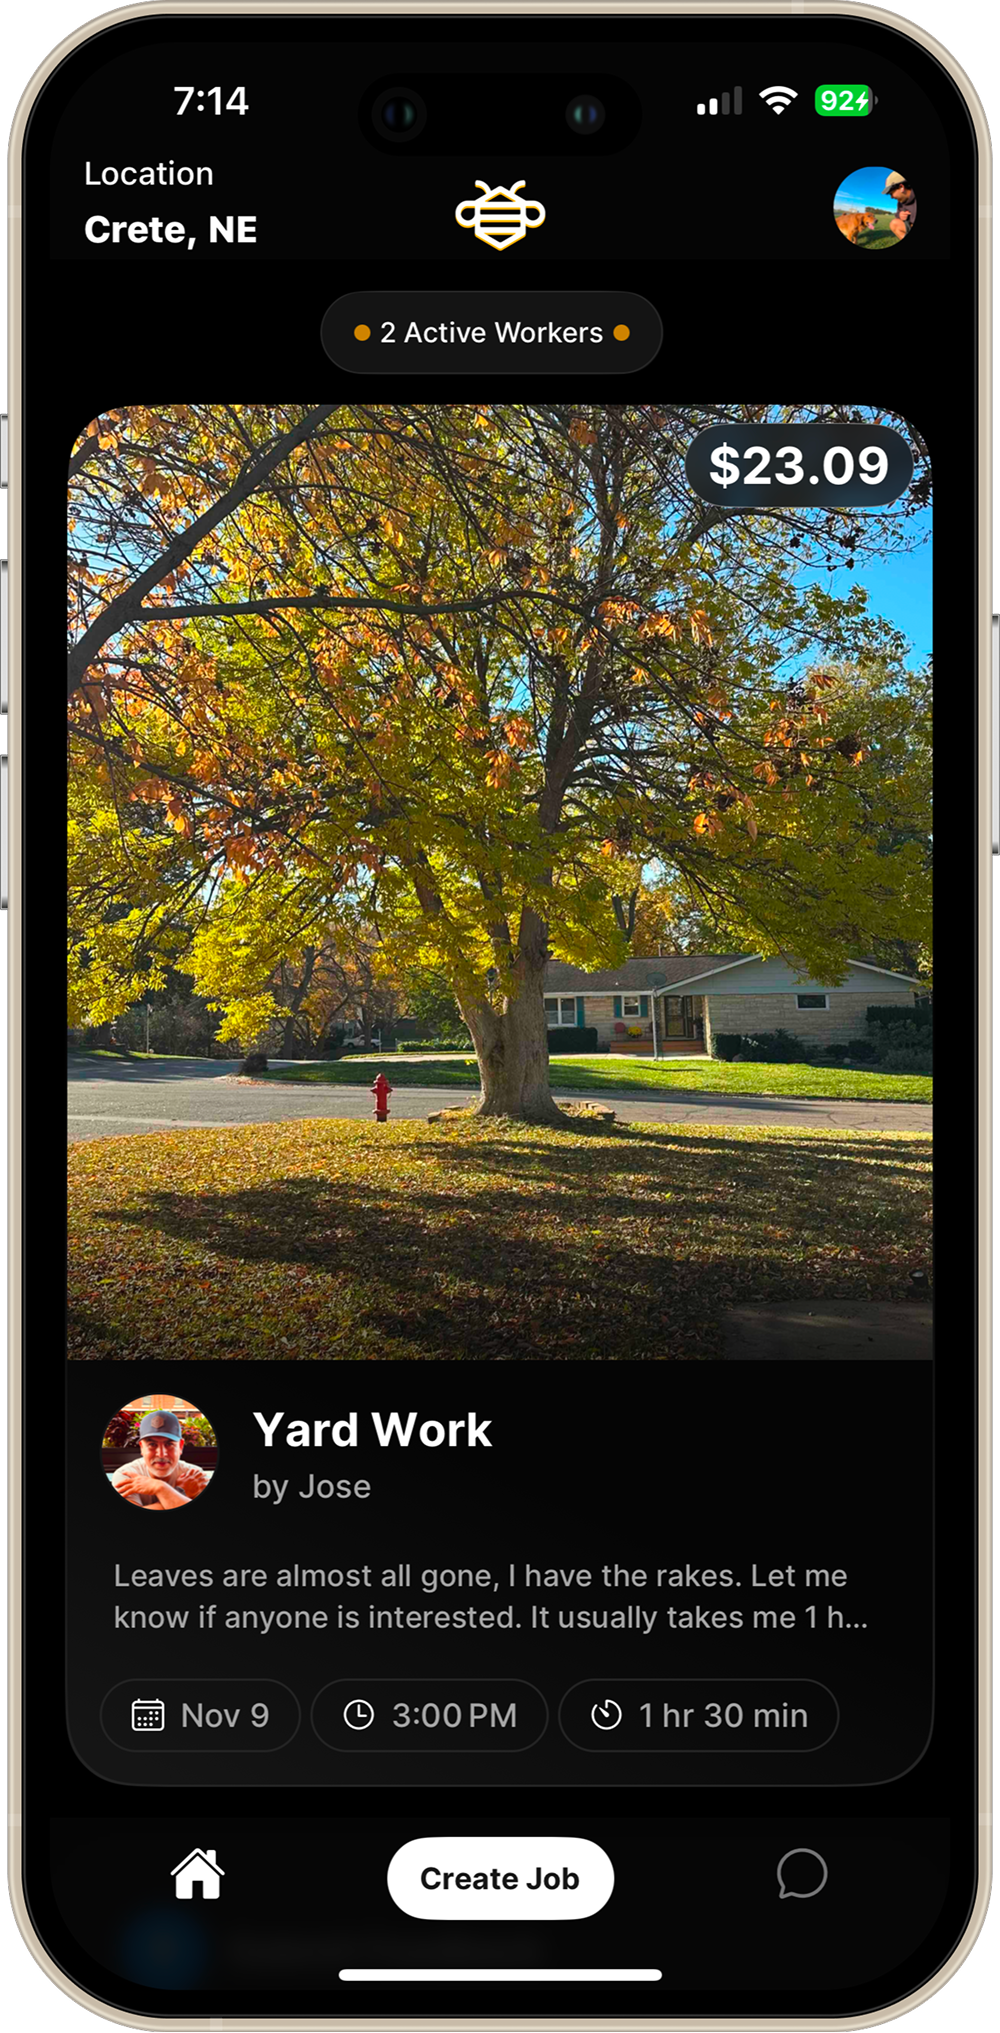 7:14
92
Location
Crete, NE
2 Active Workers
$23.09
Yard Work
by Jose
Leaves are almost all gone, I have the rakes. Let me
know if anyone is interested. It usually takes me 1 h...
Nov 9
3:00 PM
1 hr 30 min
Create Job